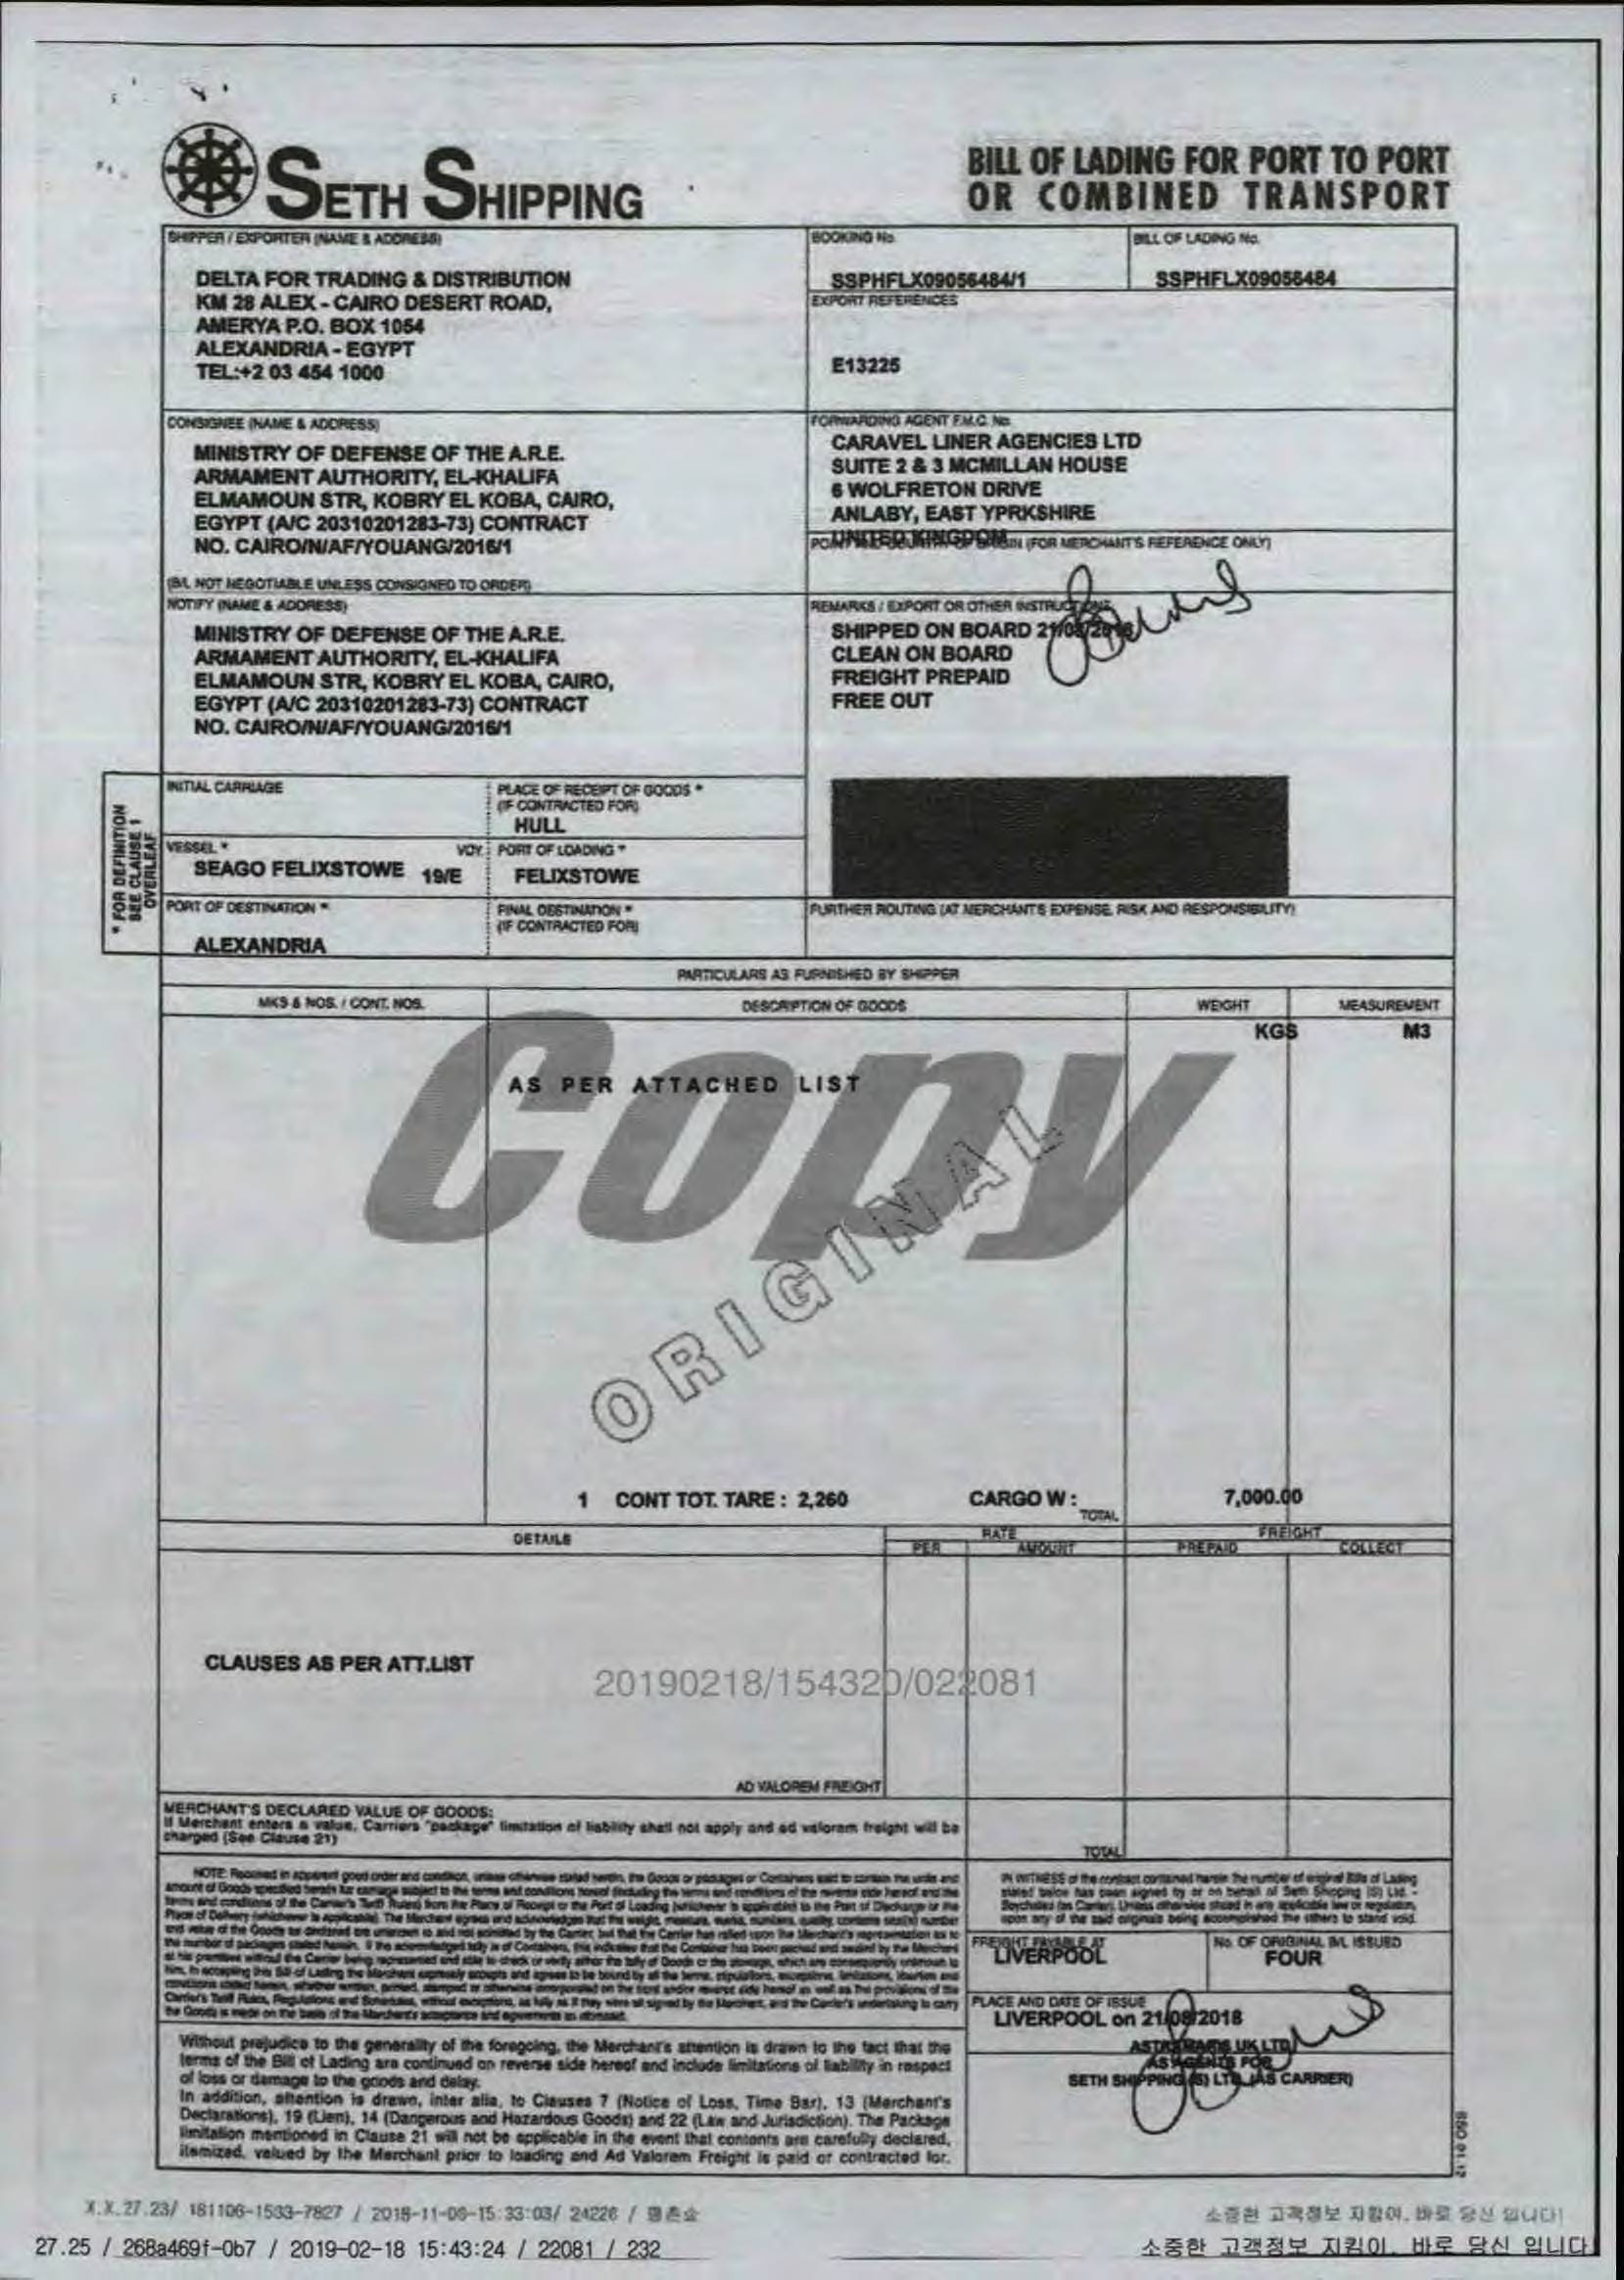 SETH SHIPPING
BILL OF LADING FOR PORT TO PORT
OR COMBINED TRANSPORT
SHIPPER / EXPORTER (NAME & ADDRESS)
DELTA FOR TRADING & DISTRIBUTION
KM 28 ALEX - CAIRO DESERT ROAD,
AMERYA P.O. BOX 1054
ALEXANDRIA - EGYPT
TEL:+2 03 454 1000
BOOKING No.
SSPHFLX09056484/1
BILL OF LADING No.
SSPHFLX09056484
EXPORT REFERENCES
E13225
CONSIGNEE (NAME & ADDRESS)
MINISTRY OF DEFENSE OF THE A.R.E.
ARMAMENT AUTHORITY, EL-KHALIFA
ELMAMOUN STR, KOBRY EL KOBA, CAIRO,
EGYPT (A/C 20310201283-73) CONTRACT
NO. CAIRO/N/AF/YOUANG/2016/1
(B/L NOT NEGOTIABLE UNLESS CONSIGNED TO ORDER)
FORWARDING AGENT F.M.C. No.
CARAVEL LINER AGENCIES LTD
SUITE 2 & 3 MCMILLAN HOUSE
6 WOLFRETON DRIVE
ANLABY, EAST YPRKSHIRE
UNITED KINGDOM
(FOR MERCHANT'S REFERENCE ONLY)
NOTIFY (NAME & ADDRESS)
MINISTRY OF DEFENSE OF THE A.R.E.
ARMAMENT AUTHORITY, EL-KHALIFA
ELMAMOUN STR, KOBRY EL KOBA, CAIRO,
EGYPT (A/C 20310201283-73) CONTRACT
NO. CAIRO/N/AF/YOUANG/2016/1
REMARKS / EXPORT OR OTHER INSTRUCTIONS
SHIPPED ON BOARD 21/08/2018
CLEAN ON BOARD
FREIGHT PREPAID
FREE OUT
* FOR DEFINITION
SEE CLAUSE 1
OVERLEAF
INITIAL CARRIAGE
PLACE OF RECEIPT OF GOODS *
(IF CONTRACTED FOR)
HULL
VESSEL * VOY.
SEAGO FELIXSTOWE 19/E
PORT OF LOADING *
FELIXSTOWE
PORT OF DESTINATION *
ALEXANDRIA
FINAL DESTINATION *
(IF CONTRACTED FOR)
FURTHER ROUTING (AT MERCHANTS EXPENSE, RISK AND RESPONSIBILITY)
PARTICULARS AS FURNISHED BY SHIPPER
MKS & NOS. / CONT. NOS. DESCRIPTION OF GOODS WEIGHT MEASUREMENT
KGS M3
AS PER ATTACHED LIST
Copy
ORIGINAL
1 CONT TOT. TARE : 2,260 CARGO W : 7,000.00
TOTAL
DETAILS RATE FREIGHT
PER AMOUNT PREPAID COLLECT
CLAUSES AS PER ATT.LIST
20190218/154320/022081
AD VALOREM FREIGHT
MERCHANT'S DECLARED VALUE OF GOODS:
If Merchant enters a value, Carriers "package" limitation of liability shall not apply and ad valorem freight will be
charged (See Clause 21)
TOTAL
IN WITNESS of the contract contained herein the number of original Bills of Lading
stated below has been signed by or on behalf of Seth Shipping (S) Ltd. -
Seychelles (as Carrier). Unless otherwise stated in any applicable law or regulation,
upon any of the said originals being accomplished the others to stand void.
FREIGHT PAYABLE AT
LIVERPOOL
No. OF ORIGINAL B/L ISSUED
FOUR
PLACE AND DATE OF ISSUE
LIVERPOOL on 21/08/2018
UK LTD
AS AGENTS FOR
SETH SHIPPING (S) LTD. (AS CARRIER)
Without prejudice to the generality of the foregoing, the Merchant's attention is drawn to the fact that the
terms of the Bill of Lading are continued on reverse side hereof and include limitations of liability in respect
of loss or damage to the goods and delay.
In addition, attention is drawn, inter alia, to Clauses 7 (Notice of Loss, Time Bar), 13 (Merchant's
Declarations), 19 (Lien), 14 (Dangerous and Hazardous Goods) and 22 (Law and Jurisdiction). The Package
limitation mentioned in Clause 21 will not be applicable in the event that contents are carefully declared,
itemized, valued by the Merchant prior to loading and Ad Valorem Freight is paid or contracted for.
X.X.27.23/ 181106-1533-7827 / 2018-11-06-15:33:03/ 24226 /
소중한 고객정보 지킴이, 바로 당신 입니다!
27.25 / 268a469f-0b7 / 2019-02-18 15:43:24 / 22081 / 232
소중한 고객정보 지킴이, 바로 당신 입니다